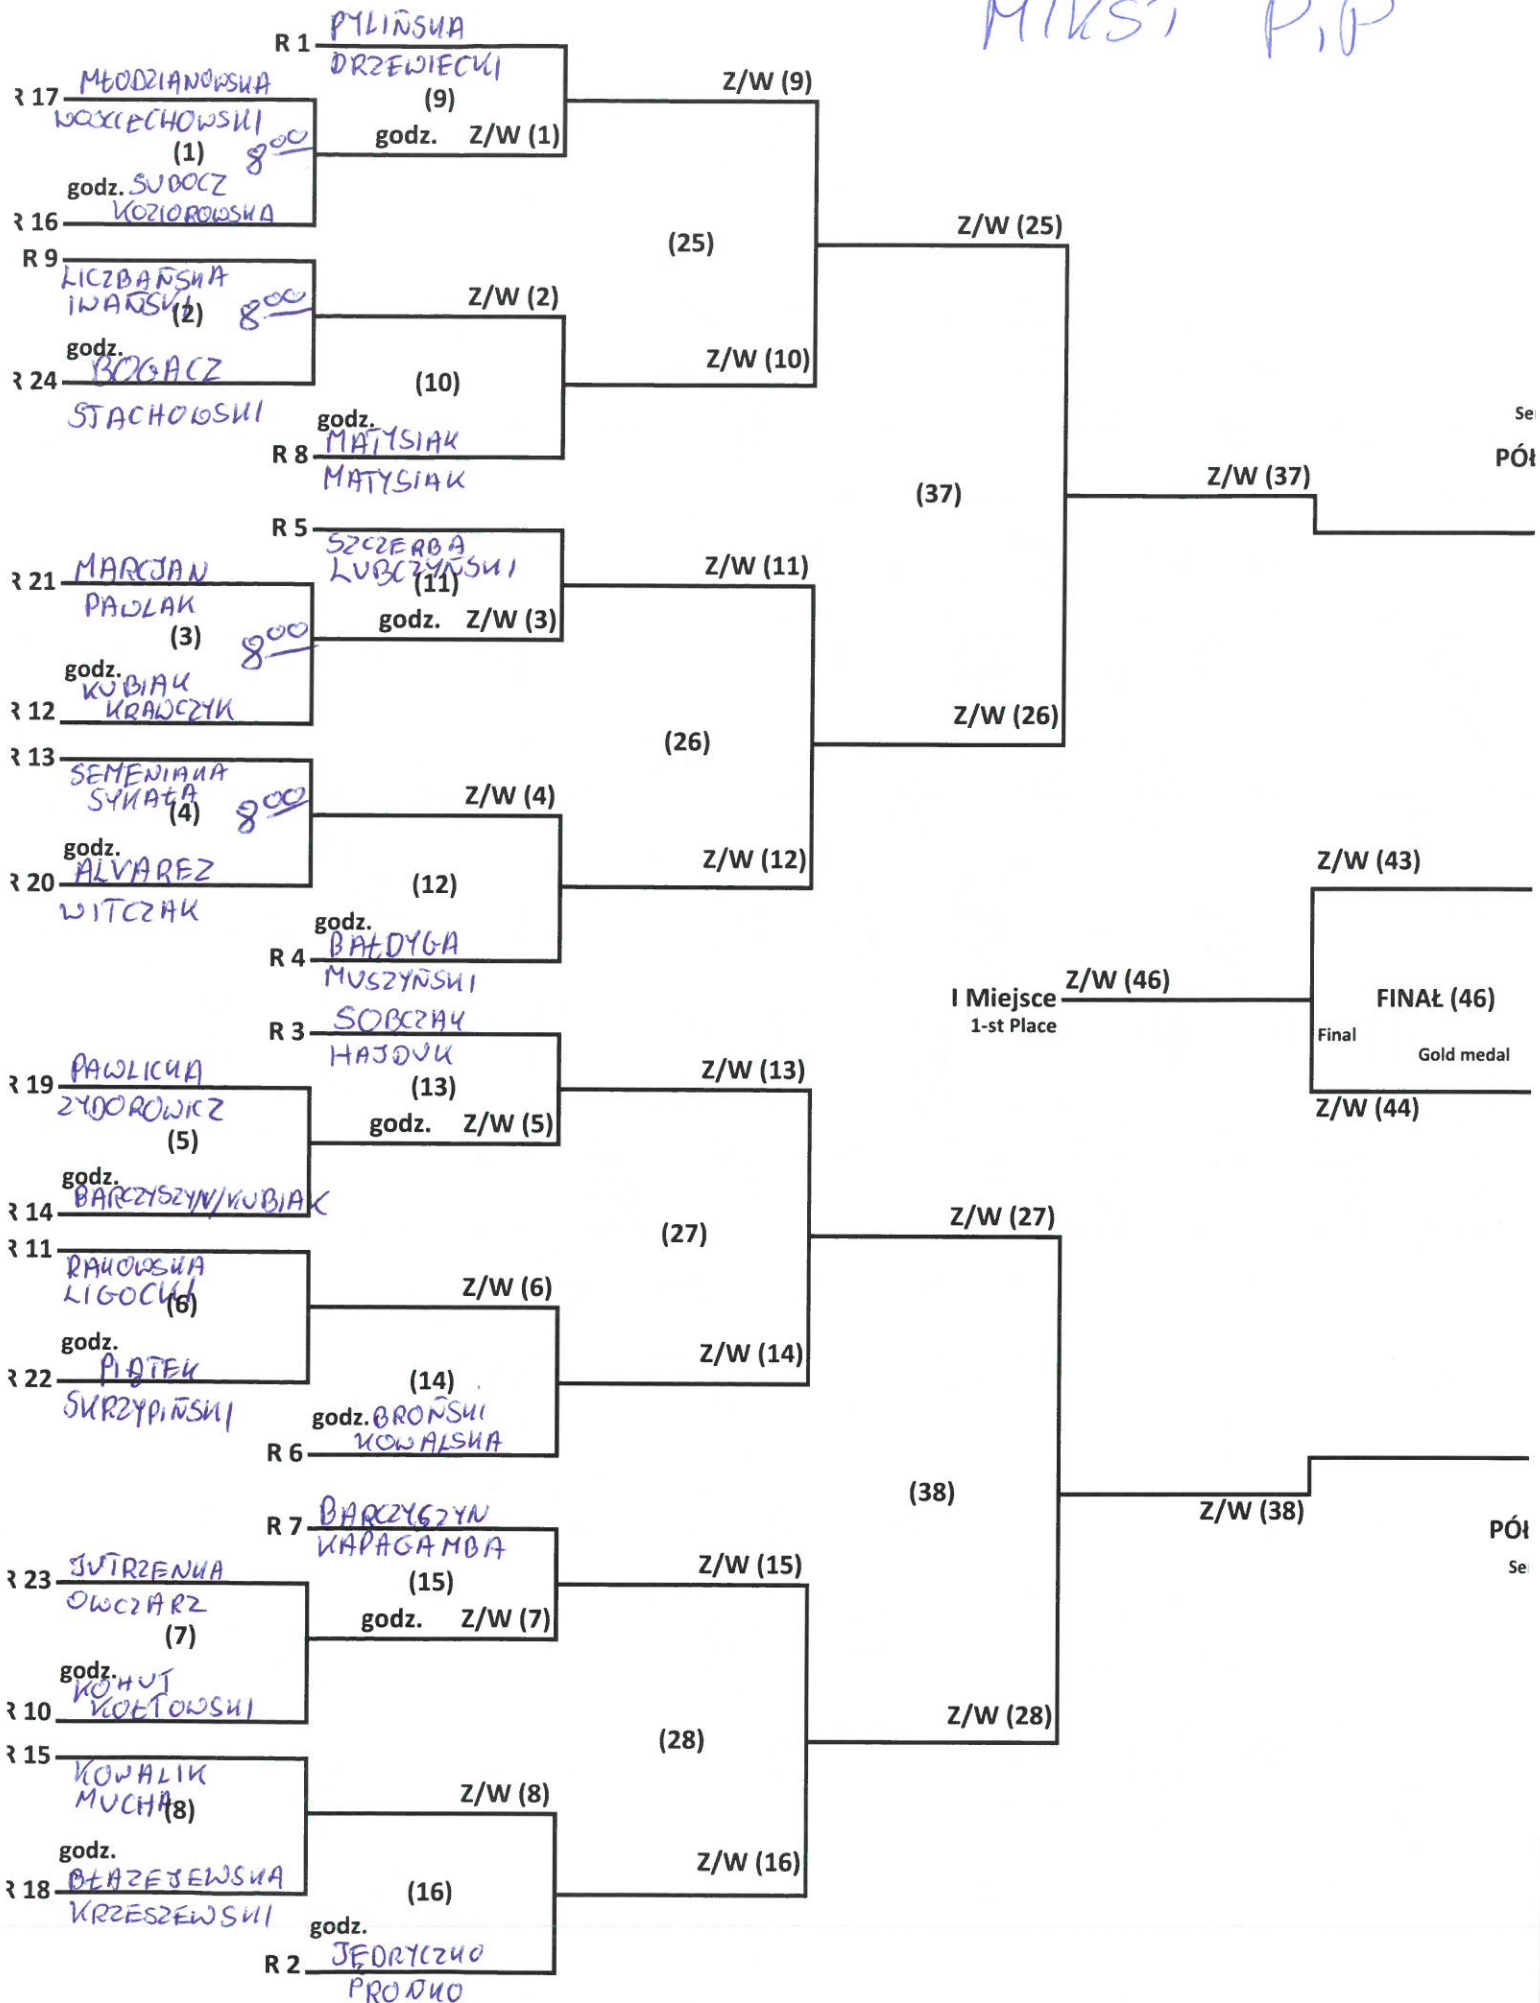 MIKST P,P
R 1 PYLIŃSKA
DRZEWIECKI
(9)
Z/W (9)
R 17 MŁODZIANOWSKA
WOJCIECHOWSKI
godz. Z/W (1)
(1) 8⁰⁰
godz. SUBOCZ
KOZIOROWSKA
R 16
Z/W (25)
(25)
R 9
LICZBAŃSKA
IWAŃSKI
(2) 8⁰⁰
Z/W (2)
godz.
R 24 BOGACZ
STACHOWSKI
Z/W (10)
(10)
godz.
R 8 MATYSIAK
MATYSIAK
Se
PÓŁ
Z/W (37)
(37)
R 5
SZCZERBA
LUBCZYŃSKI
(11)
Z/W (11)
R 21 MARCJAN
PAWLAK
godz. Z/W (3)
(3) 8⁰⁰
godz.
KUBIAK
R 12 KRAWCZYK
Z/W (26)
(26)
R 13
SEMENIAKA
SYKAŁA
(4) 8⁰⁰
Z/W (4)
godz.
R 20 ALVAREZ
WITCZAK
Z/W (12)
(12)
godz.
R 4 BAŁDYGA
MUSZYŃSKI
Z/W (43)
I Miejsce Z/W (46)
1-st Place
FINAŁ (46)
Final
Gold medal
Z/W (44)
R 3 SOBCZAK
HAJDUK
(13)
Z/W (13)
R 19 PAWLICKA
ZYDOROWICZ
godz. Z/W (5)
(5)
godz.
R 14 BARCZYSZYN/KUBIAK
Z/W (27)
(27)
R 11
RAKOWSKA
LIGOCKI
(6)
Z/W (6)
godz.
R 22 PIĄTEK
SKRZYPIŃSKI
Z/W (14)
(14)
godz. BROŃSKI
KOWALSKA
R 6
(38)
Z/W (38)
PÓŁ
Se
R 7 BARCZYSZYN
KAPAGAMBA
(15)
Z/W (15)
R 23 JUTRZENKA
OWCZARZ
godz. Z/W (7)
(7)
godz.
KOHUT
R 10 KOŁTOWSKI
Z/W (28)
(28)
R 15
KOWALIK
MUCHA
(8)
Z/W (8)
godz.
R 18 BŁAZEJEWSKA
KRZESZEWSKI
Z/W (16)
(16)
godz.
R 2 JĘDRYCZKO
PRONKO